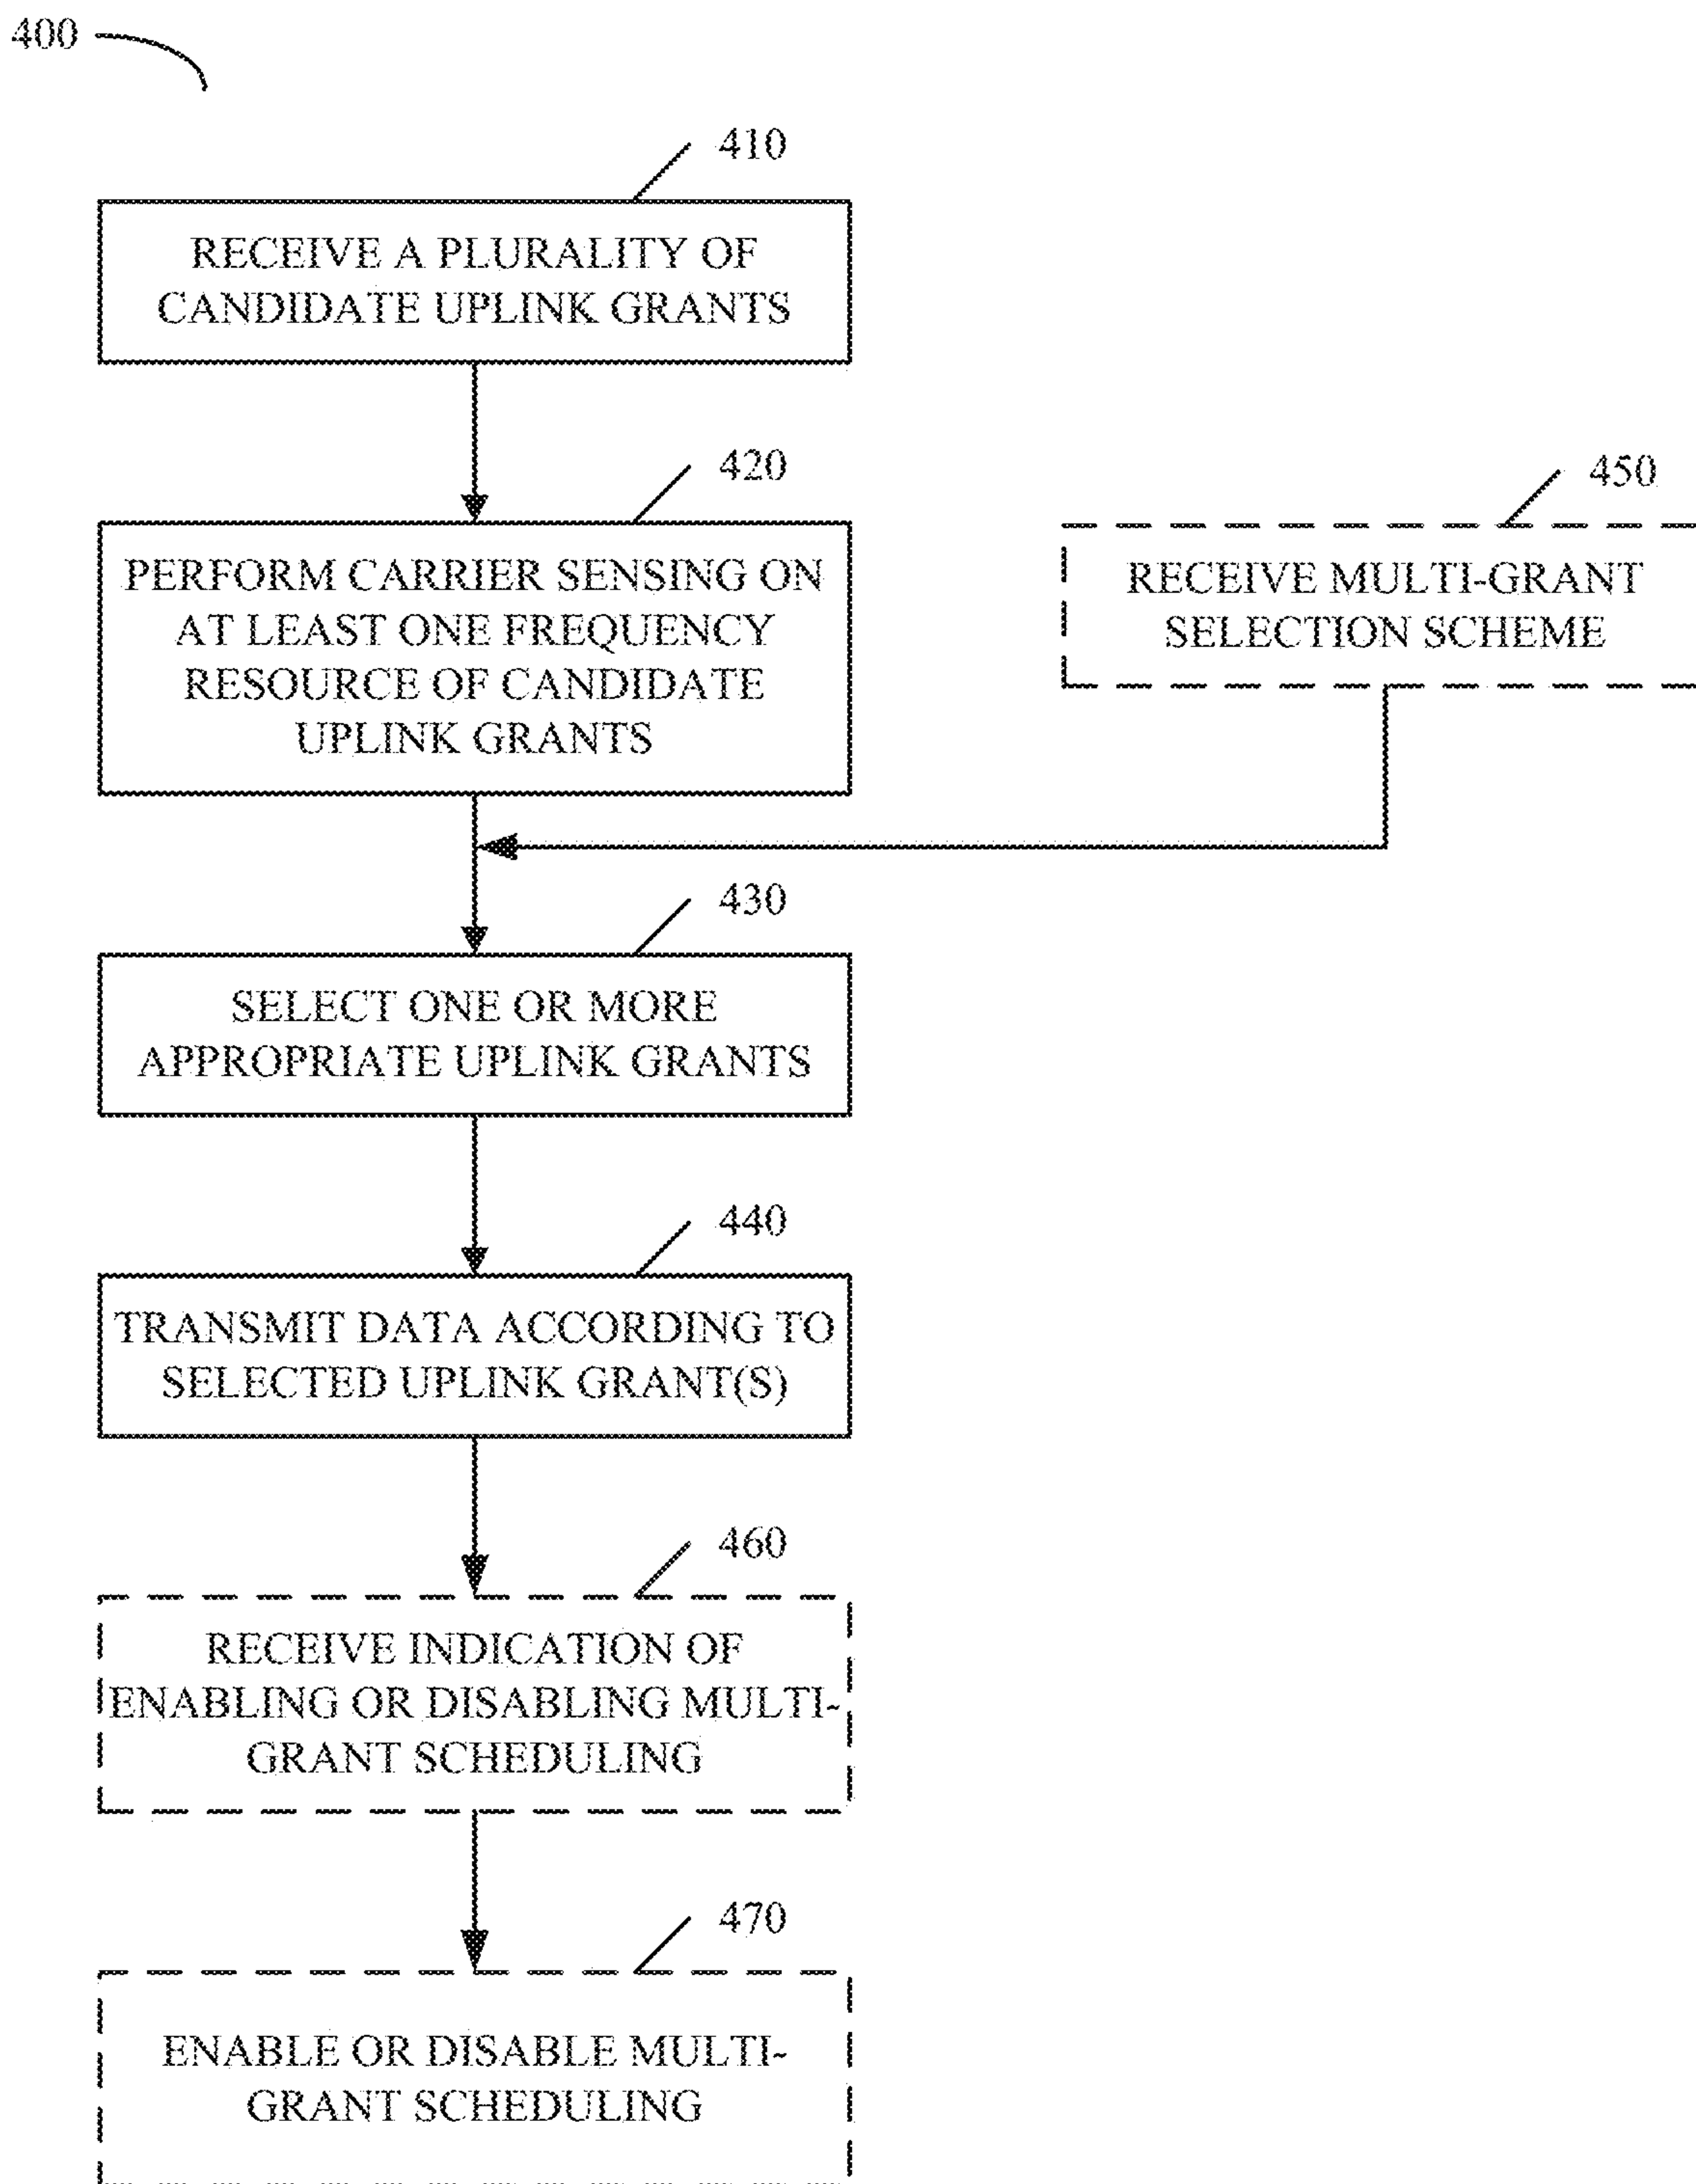 400
410
RECEIVE A PLURALITY OF
CANDIDATE UPLINK GRANTS
420
PERFORM CARRIER SENSING ON
AT LEAST ONE FREQUENCY
RESOURCE OF CANDIDATE
UPLINK GRANTS
450
RECEIVE MULTI-GRANT
SELECTION SCHEME
430
SELECT ONE OR MORE
APPROPRIATE UPLINK GRANTS
440
TRANSMIT DATA ACCORDING TO
SELECTED UPLINK GRANT(S)
460
RECEIVE INDICATION OF
ENABLING OR DISABLING MULTI-
GRANT SCHEDULING
470
ENABLE OR DISABLE MULTI-
GRANT SCHEDULING